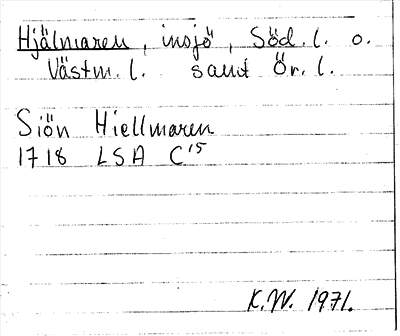 Hjälmaren, insjö, Söd. l. o.
Västm. l. samt Ör. l.
Siön Hiellmaren
1718 LSA C¹⁵
K.W. 1971.